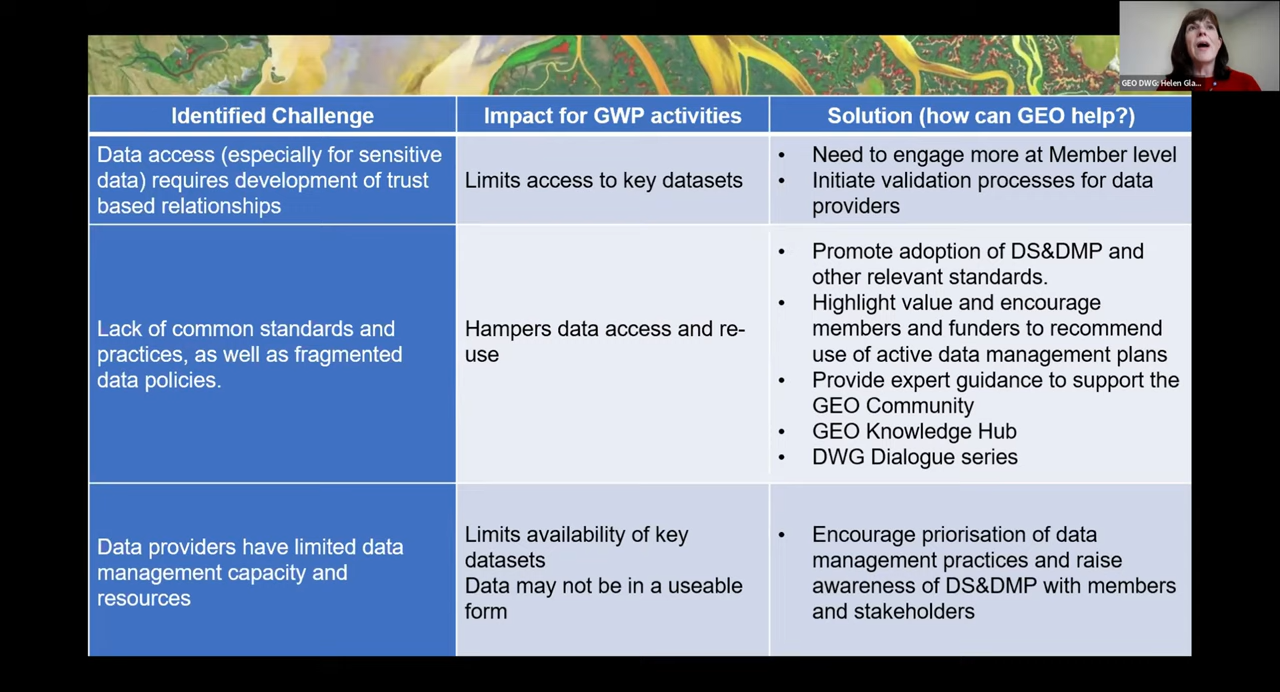 GEO DWG: Helen Gla...
Identified Challenge
Impact for GWP activities
Solution (how can GEO help?)
Data access (especially for sensitive
data) requires development of trust
based relationships
Limits access to key datasets
• Need to engage more at Member level
• Initiate validation processes for data
providers
Lack of common standards and
practices, as well as fragmented
data policies.
Hampers data access and re-
use
• Promote adoption of DS&DMP and
other relevant standards.
• Highlight value and encourage
members and funders to recommend
use of active data management plans
• Provide expert guidance to support the
GEO Community
• GEO Knowledge Hub
• DWG Dialogue series
Data providers have limited data
management capacity and
resources
Limits availability of key
datasets
Data may not be in a useable
form
• Encourage priorisation of data
management practices and raise
awareness of DS&DMP with members
and stakeholders